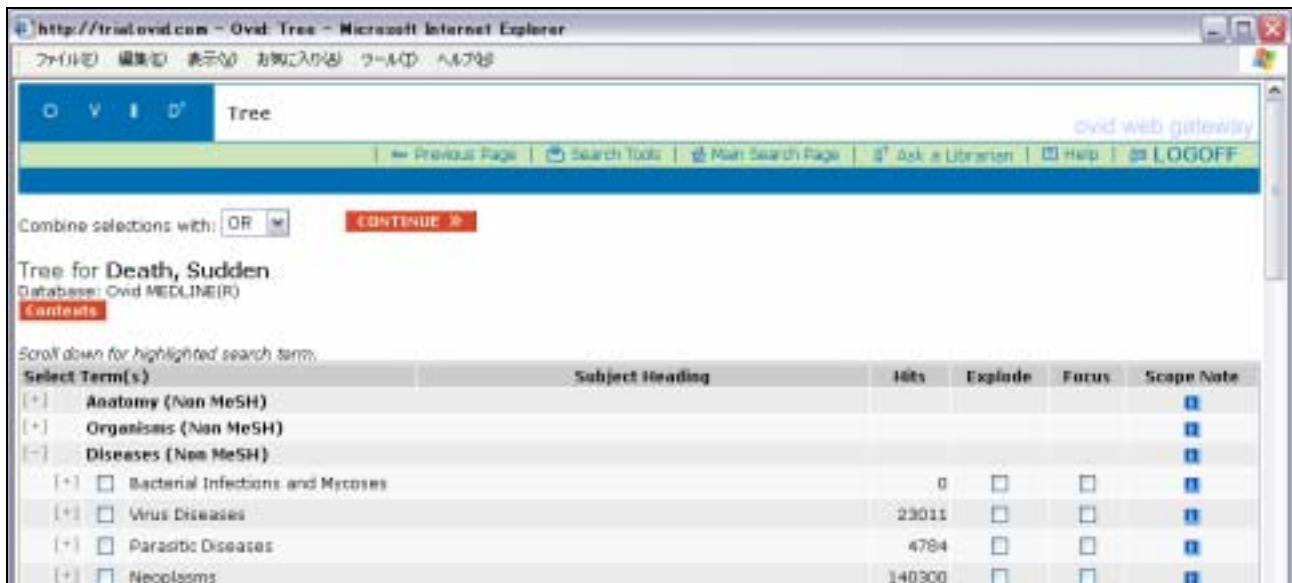 http://trial.ovid.com - Ovid: Tree - Microsoft Internet Explorer
ファイル(F) 編集(E) 表示(V) お気に入り(A) ツール(T) ヘルプ(H)
O V I D Tree
ovid web gateway
Previous Page | Search Tools | Main Search Page | Ask a Librarian | Help | LOGOFF
Combine selections with: OR CONTINUE »
Tree for Death, Sudden
Database: Ovid MEDLINE(R)
Contents
Scroll down for highlighted search term.
Select Term(s) Subject Heading Hits Explode Focus Scope Note
[+] Anatomy (Non MeSH)
[+] Organisms (Non MeSH)
[-] Diseases (Non MeSH)
[+] Bacterial Infections and Mycoses 0
[+] Virus Diseases 23011
[+] Parasitic Diseases 4784
[+] Neoplasms 140300